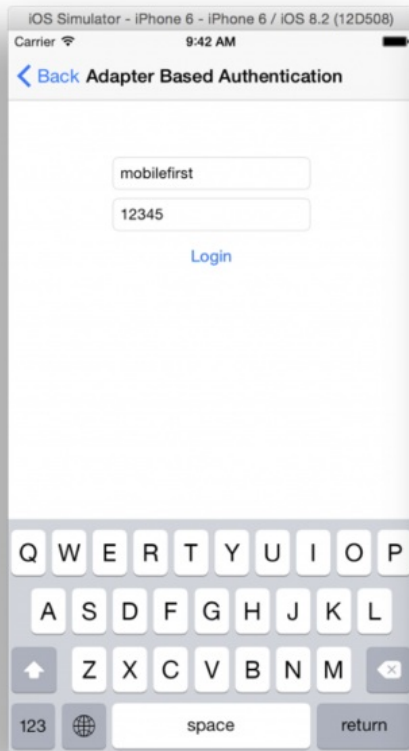 iOS Simulator - iPhone 6 - iPhone 6 / iOS 8.2 (12D508)
Carrier 9:42 AM
Back Adapter Based Authentication
mobilefirst
12345
Login
Q W E R T Y U I O P
A S D F G H J K L
Z X C V B N M
123 space return